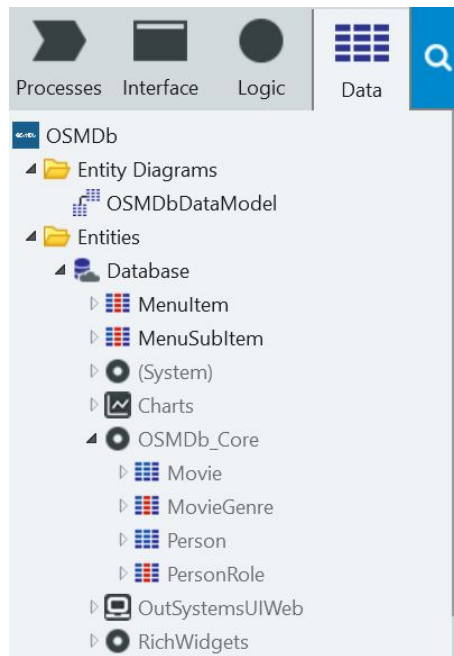 Processes Interface Logic Data
OSMDb
Entity Diagrams
OSMDbDataModel
Entities
Database
MenuItem
MenuSubItem
(System)
Charts
OSMDb_Core
Movie
MovieGenre
Person
PersonRole
OutSystemsUIWeb
RichWidgets